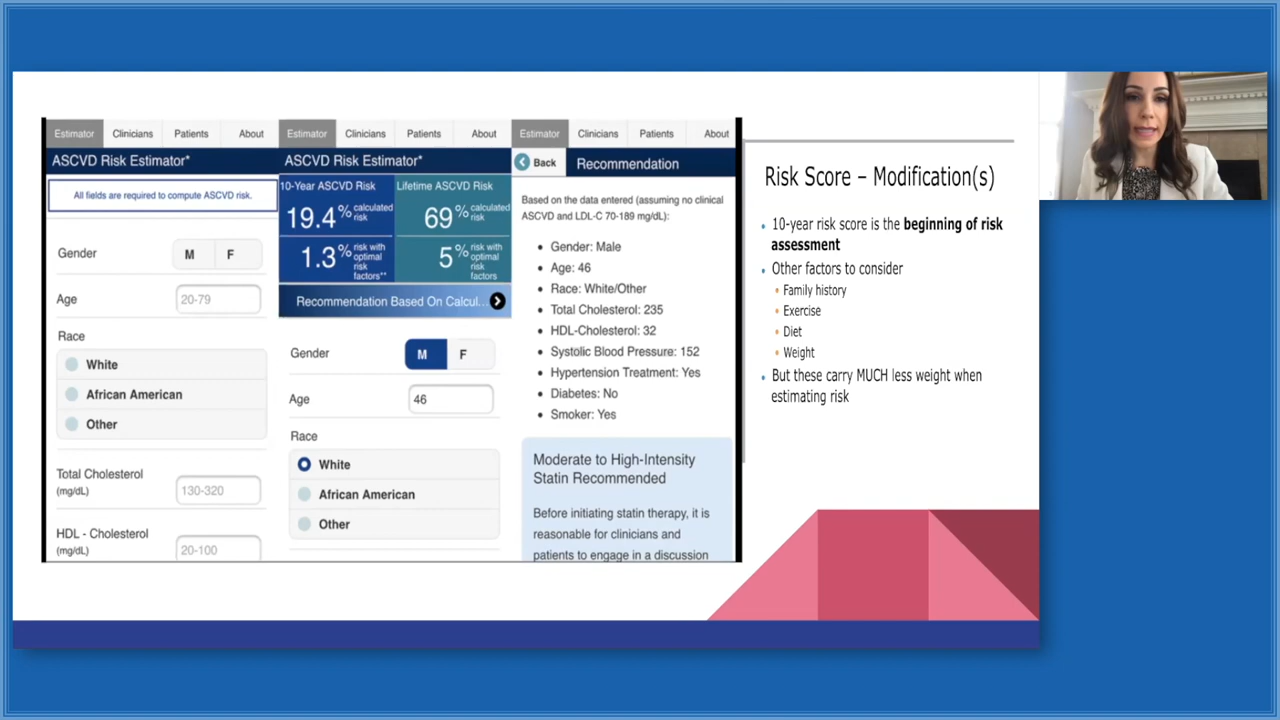 Estimator Clinicians Patients About
ASCVD Risk Estimator*
All fields are required to compute ASCVD risk.
Gender M F
Age 20-79
Race
White
African American
Other
Total Cholesterol
(mg/dL) 130-320
HDL - Cholesterol
(mg/dL) 20-100
Estimator Clinicians Patients About
ASCVD Risk Estimator*
10-Year ASCVD Risk
19.4% calculated
risk
1.3% risk with
optimal
risk
factors**
Lifetime ASCVD Risk
69% calculated
risk
5% risk with
optimal
risk
factors
Recommendation Based On Calcul...
Gender M F
Age 46
Race
White
African American
Other
Estimator Clinicians Patients About
Back Recommendation
Based on the data entered (assuming no clinical
ASCVD and LDL-C 70-189 mg/dL):
• Gender: Male
• Age: 46
• Race: White/Other
• Total Cholesterol: 235
• HDL-Cholesterol: 32
• Systolic Blood Pressure: 152
• Hypertension Treatment: Yes
• Diabetes: No
• Smoker: Yes
Moderate to High-Intensity
Statin Recommended
Before initiating statin therapy, it is
reasonable for clinicians and
patients to engage in a discussion
Risk Score – Modification(s)
• 10-year risk score is the beginning of risk
assessment
• Other factors to consider
• Family history
• Exercise
• Diet
• Weight
• But these carry MUCH less weight when
estimating risk